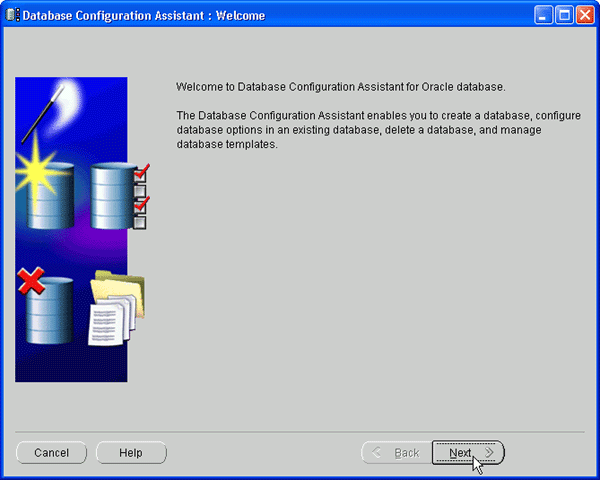 Database Configuration Assistant : Welcome
Welcome to Database Configuration Assistant for Oracle database.
The Database Configuration Assistant enables you to create a database, configure
database options in an existing database, delete a database, and manage
database templates.
Cancel Help Back Next